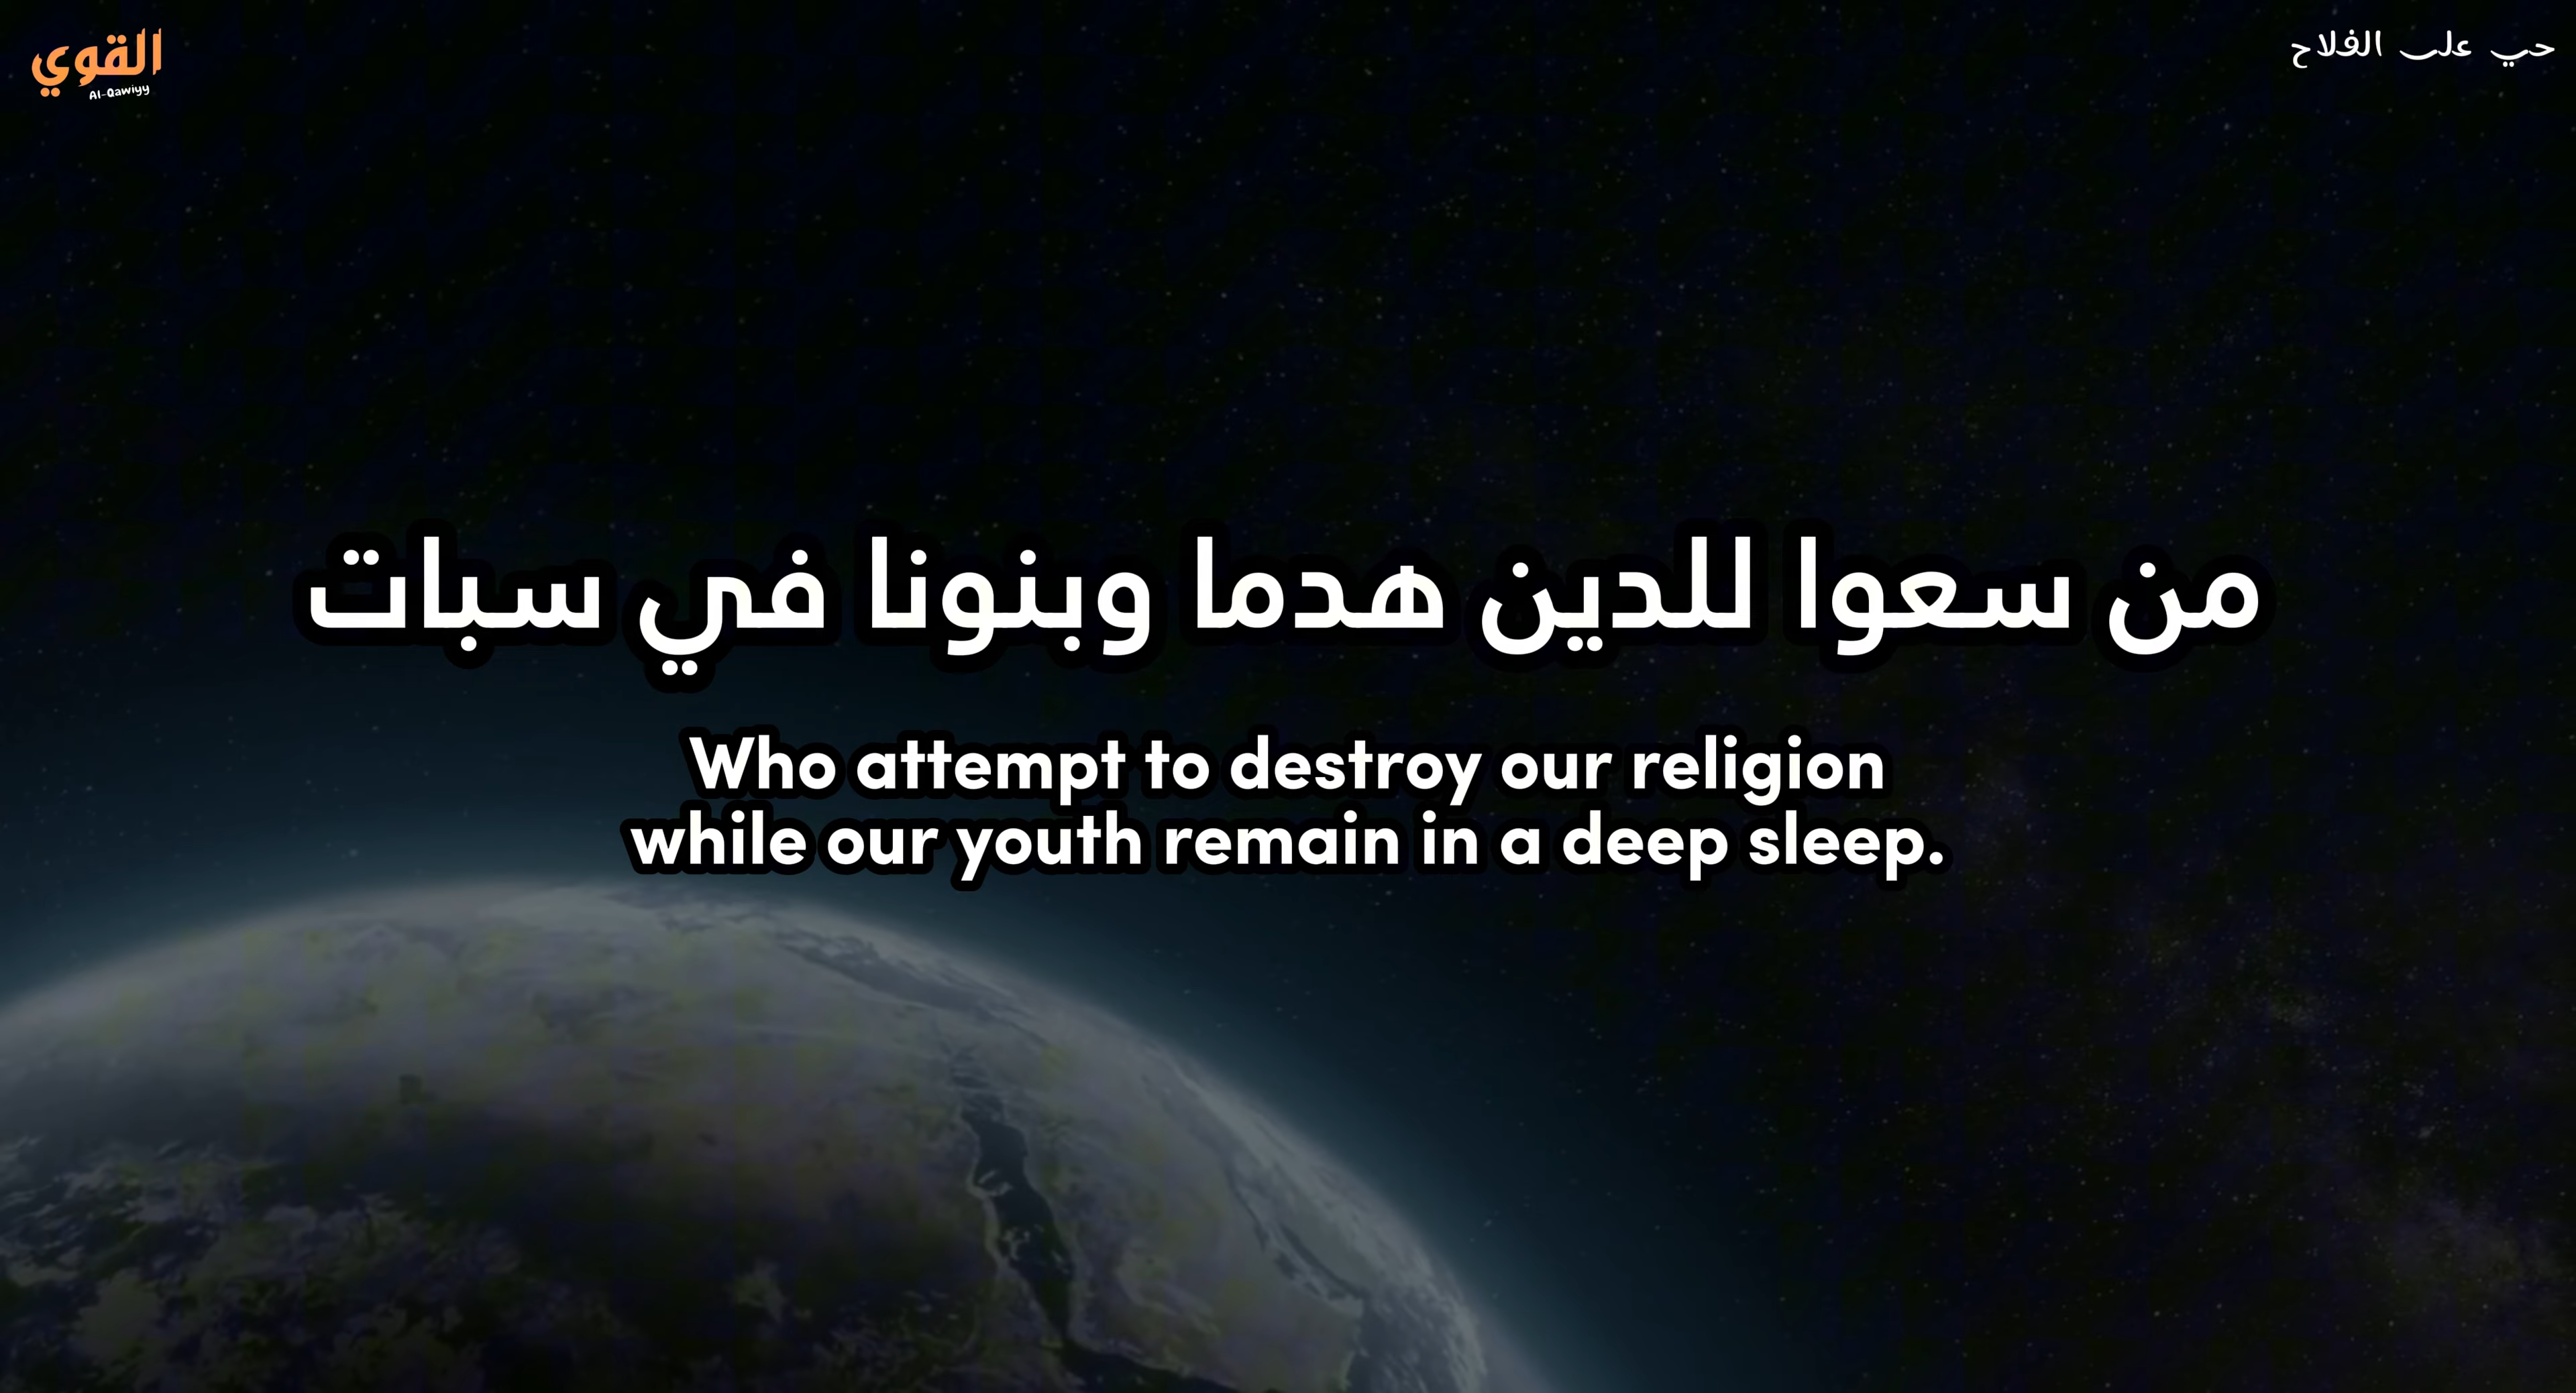 القوي
Al-Qawiyy
حي على الفلاح
من سعوا للدين هدما وبنونا في سبات
Who attempt to destroy our religion
while our youth remain in a deep sleep.